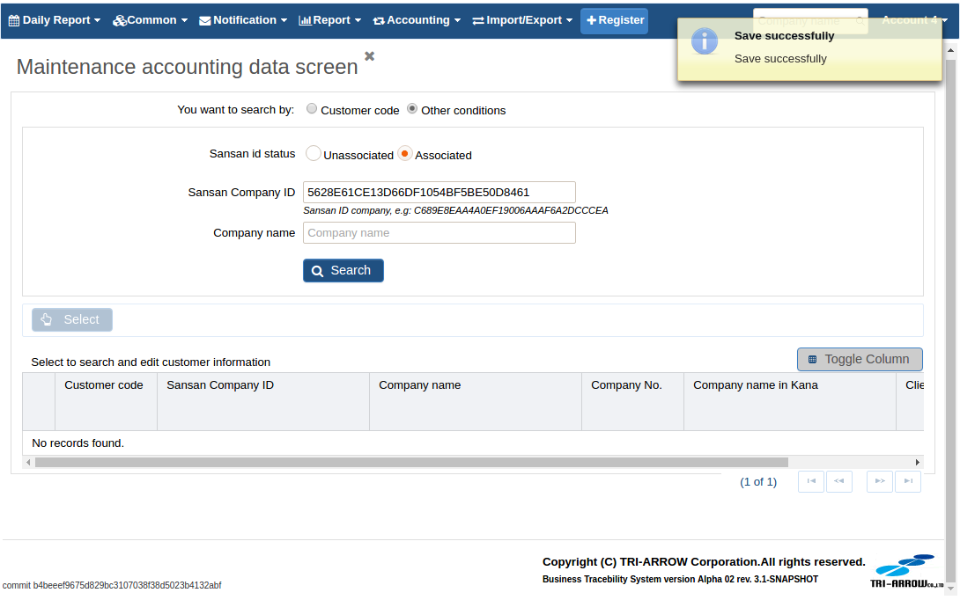 Daily Report Common Notification Report Accounting Import/Export Register Company name Account 4
Save successfully
Save successfully
Maintenance accounting data screen
You want to search by: Customer code Other conditions
Sansan id status Unassociated Associated
Sansan Company ID 5628E61CE13D66DF1054BF5BE50D8461
Sansan ID company, e.g: C689E8EAA4A0EF19006AAAF6A2DCCCEA
Company name Company name
Search
Select
Select to search and edit customer information Toggle Column
Customer code Sansan Company ID Company name Company No. Company name in Kana Clie
No records found.
(1 of 1)
Copyright (C) TRI-ARROW Corporation.All rights reserved.
Business Tracebility System version Alpha 02 rev. 3.1-SNAPSHOT
TRI-ARROW CO.,LTD
commit b4beeef9675d829bc3107038f38d5023b4132abf